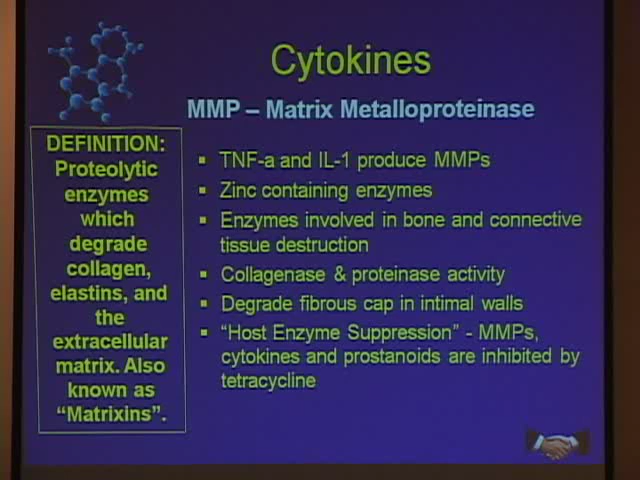 Cytokines
MMP – Matrix Metalloproteinase
DEFINITION:
Proteolytic
enzymes
which
degrade
collagen,
elastins, and
the
extracellular
matrix. Also
known as
“Matrixins”.
▪ TNF-a and IL-1 produce MMPs
▪ Zinc containing enzymes
▪ Enzymes involved in bone and connective
tissue destruction
▪ Collagenase & proteinase activity
▪ Degrade fibrous cap in intimal walls
▪ “Host Enzyme Suppression” - MMPs,
cytokines and prostanoids are inhibited by
tetracycline